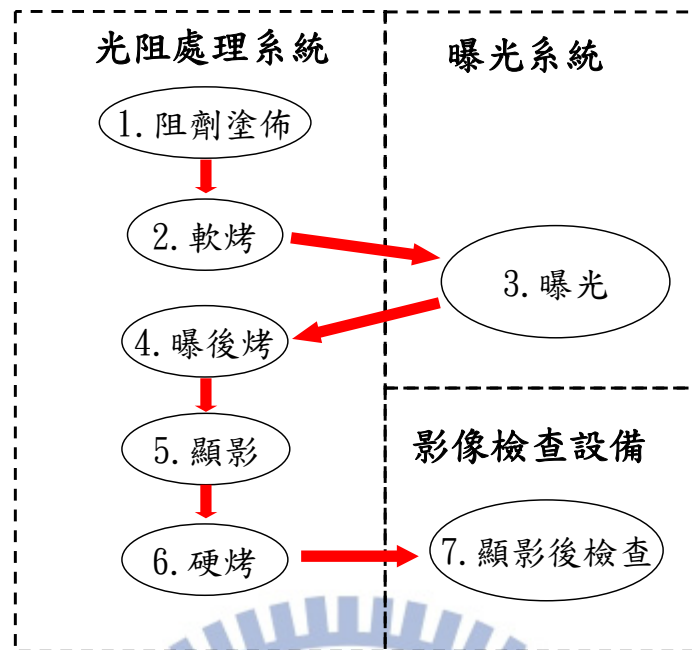 光阻處理系統
1.阻劑塗佈
2.軟烤
4.曝後烤
5.顯影
6.硬烤
曝光系統
3.曝光
影像檢查設備
7.顯影後檢查